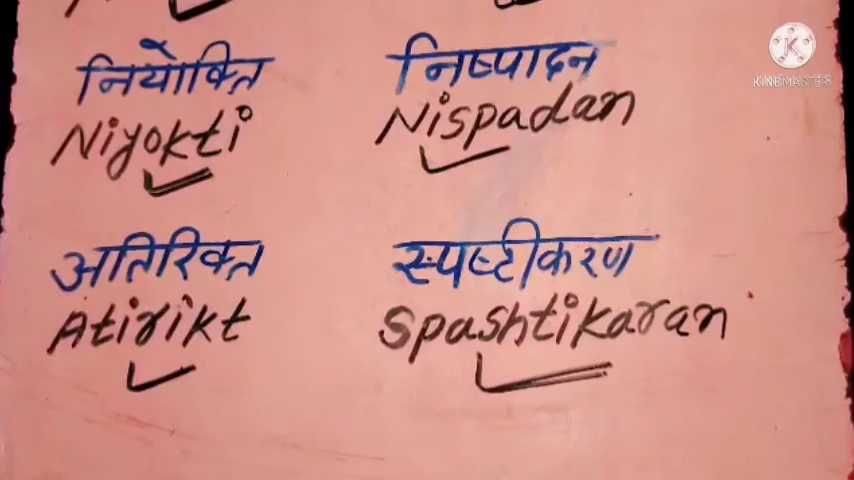 नियोक्ति निष्पादन
Niyokti Nispadan
अतिरिक्त स्पष्टीकरण
Atirikt Spashtikaran
KINEMASTER